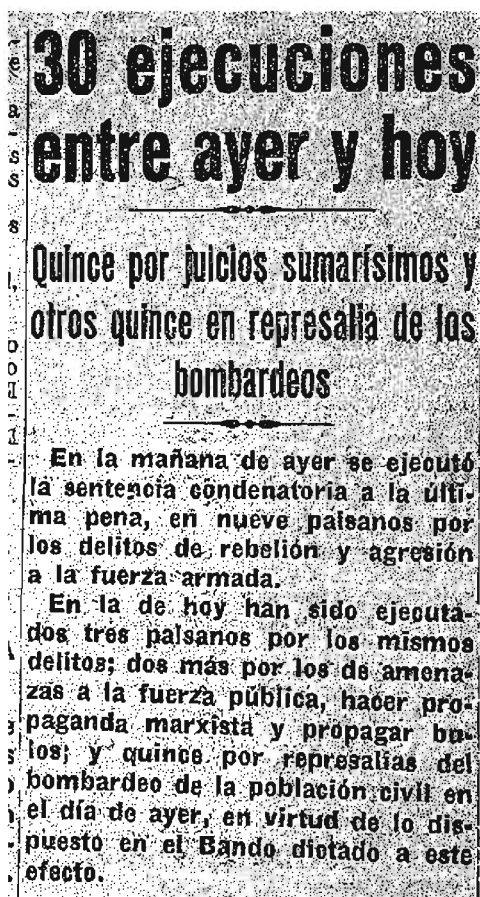 30 ejecuciones
entre ayer y hoy
Quince por juicios sumarísimos y
otros quince en represalia de los
bombardeos
En la mañana de ayer se ejecutó
la sentencia condenatoria a la últi-
ma pena, en nueve paisanos por
los delitos de rebelión y agresión
a la fuerza armada.
En la de hoy han sido ejecuta-
dos tres paisanos por los mismos
delitos; dos más por los de amena-
zas a la fuerza pública, hacer pro-
paganda marxista y propagar bu-
los; y quince por represalias del
bombardeo de la población civil en
el día de ayer, en virtud de lo dis-
puesto en el Bando dictado a este
efecto.